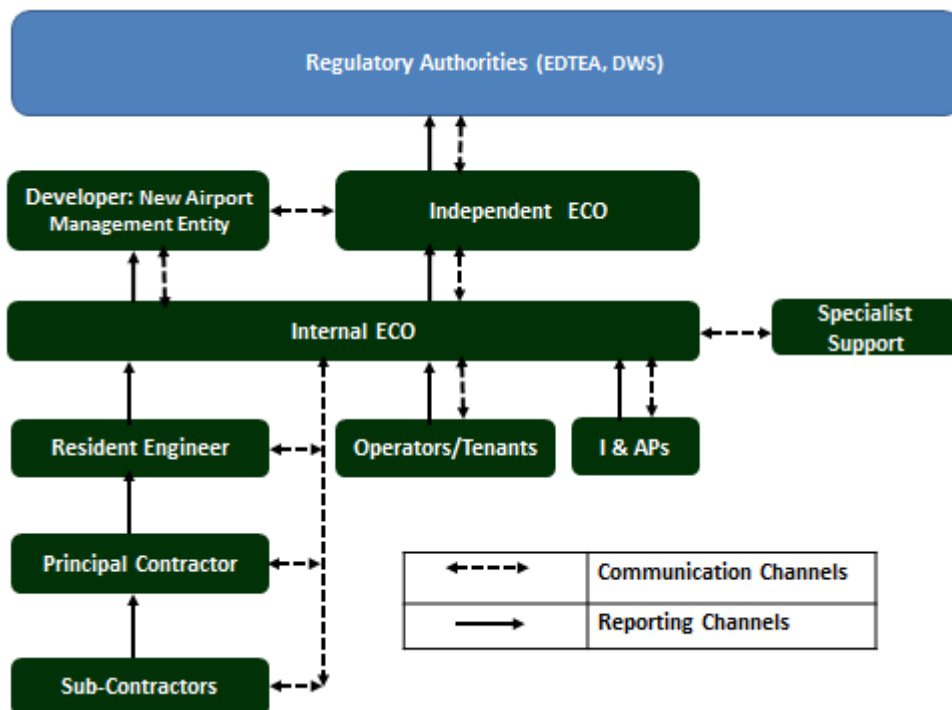 Regulatory Authorities (EDTEA, DWS)
Developer: New Airport
Management Entity
Independent ECO
Internal ECO
Specialist
Support
Resident Engineer
Operators/Tenants
I & APs
Principal Contractor
Communication Channels
Reporting Channels
Sub-Contractors